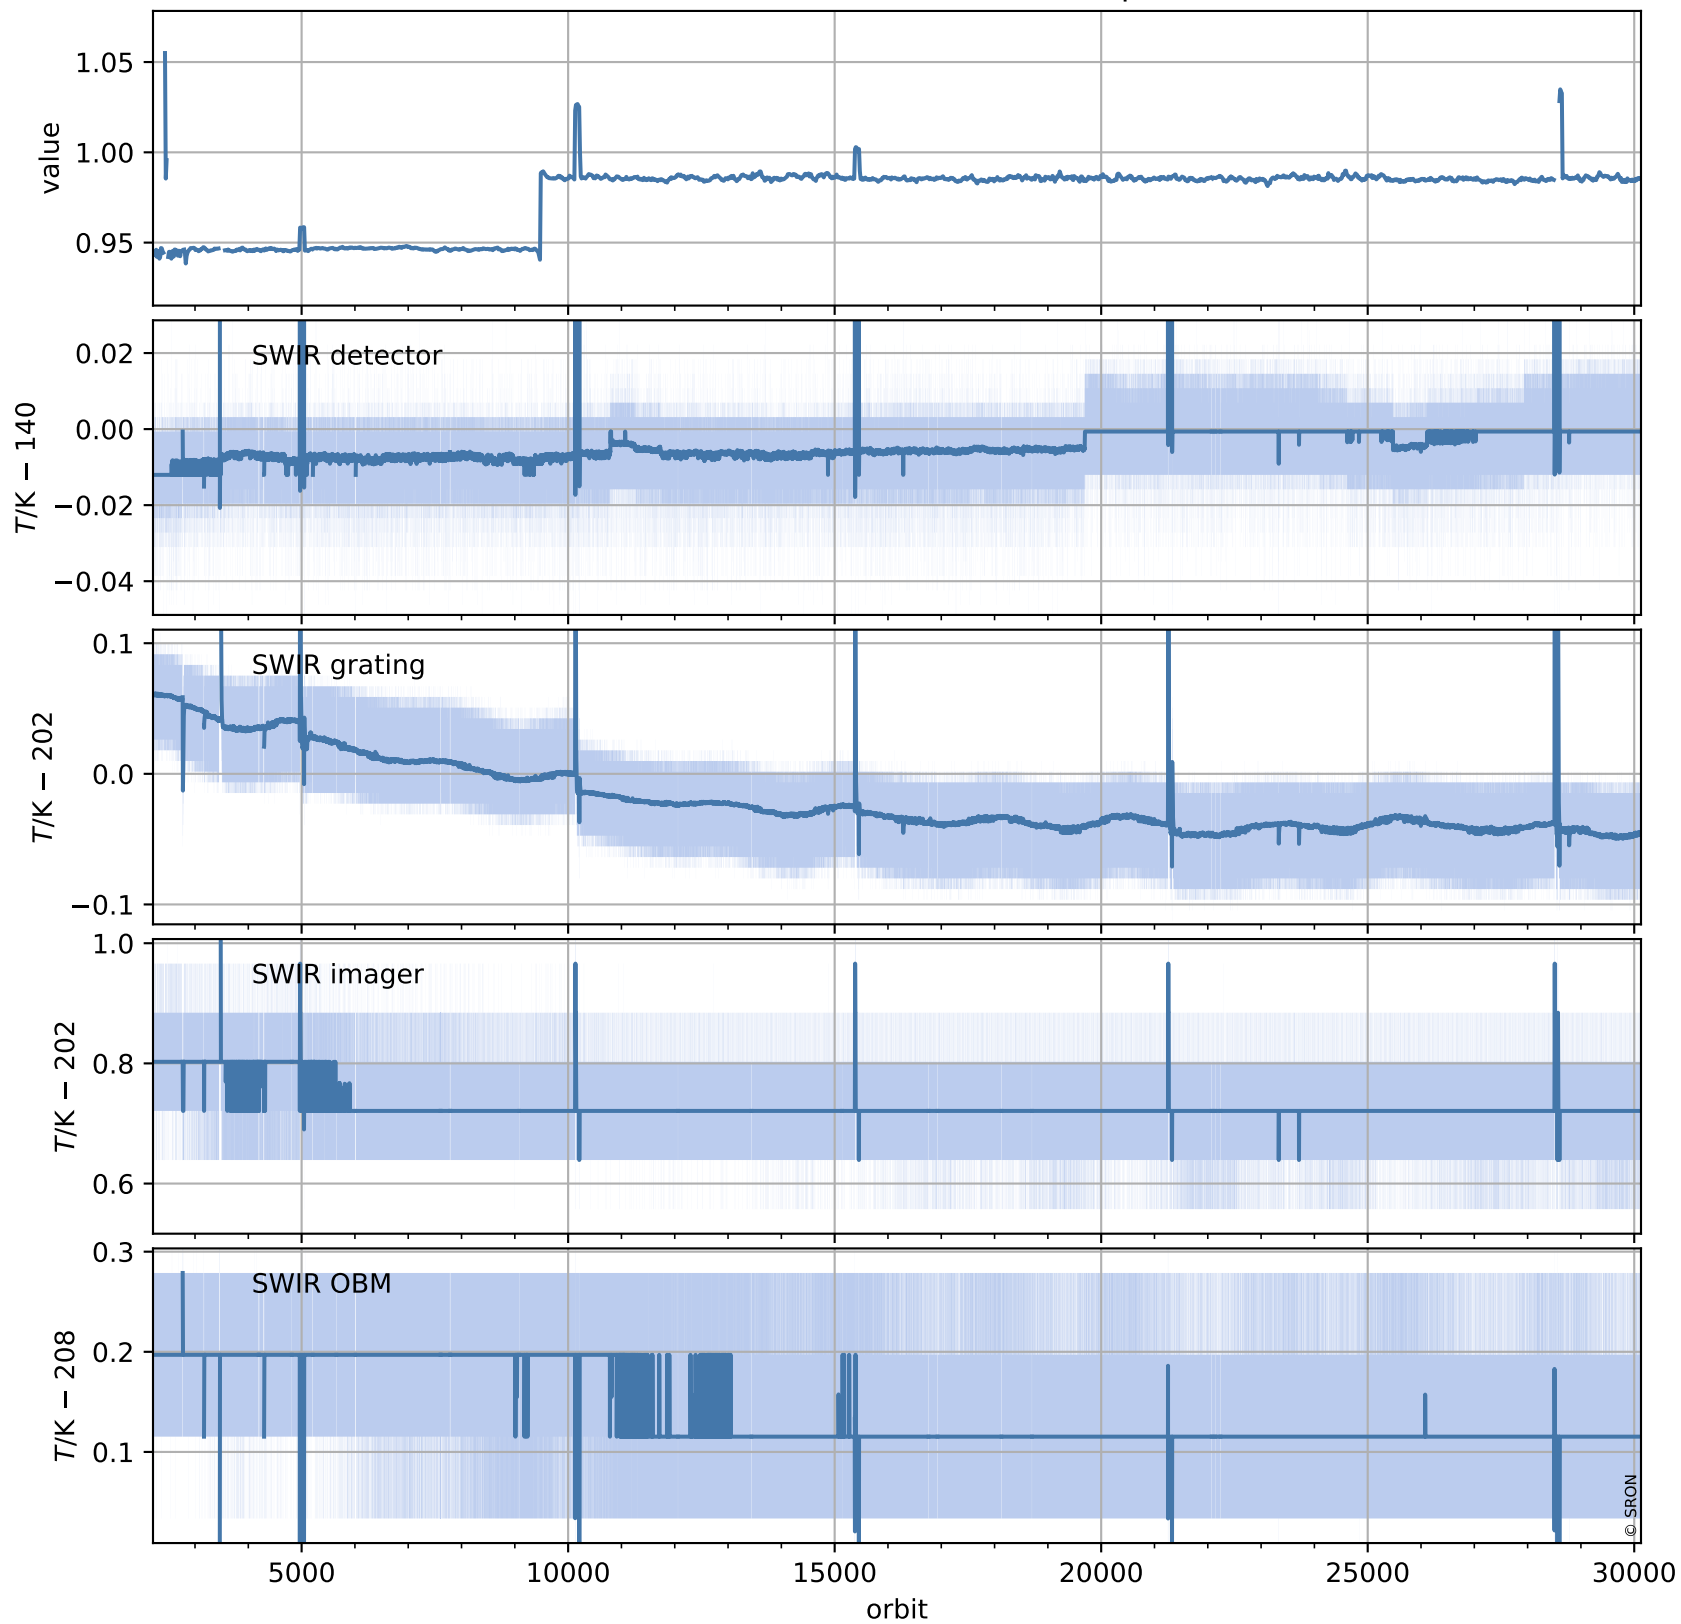 1.05
1.00
0.95
value
SWIR detector
0.02
0.00
−0.02
−0.04
T/K − 140
SWIR grating
0.1
0.0
−0.1
T/K − 202
SWIR imager
1.0
0.8
0.6
T/K − 202
SWIR OBM
0.3
0.2
0.1
T/K − 208
© SRON
5000 10000 15000 20000 25000 30000
orbit